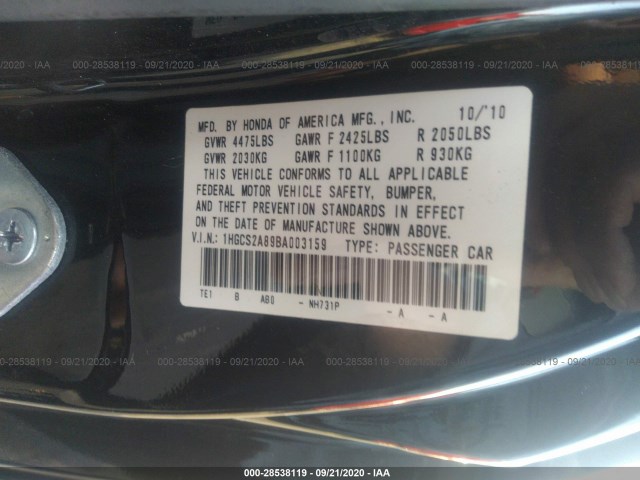 000-28538119 - 09/21/2020 - IAA
MFD. BY HONDA OF AMERICA MFG., INC. 10/'10
GVWR 4475LBS GAWR F 2425LBS R 2050LBS
GVWR 2030KG GAWR F 1100KG R 930KG
THIS VEHICLE CONFORMS TO ALL APPLICABLE
FEDERAL MOTOR VEHICLE SAFETY, BUMPER,
AND THEFT PREVENTION STANDARDS IN EFFECT
ON THE DATE OF MANUFACTURE SHOWN ABOVE.
V.I.N.: 1HGCS2A89BA003159 TYPE: PASSENGER CAR
TE1 B AB0 - NH731P - A - A
000-28538119 - 09/21/2020 - IAA